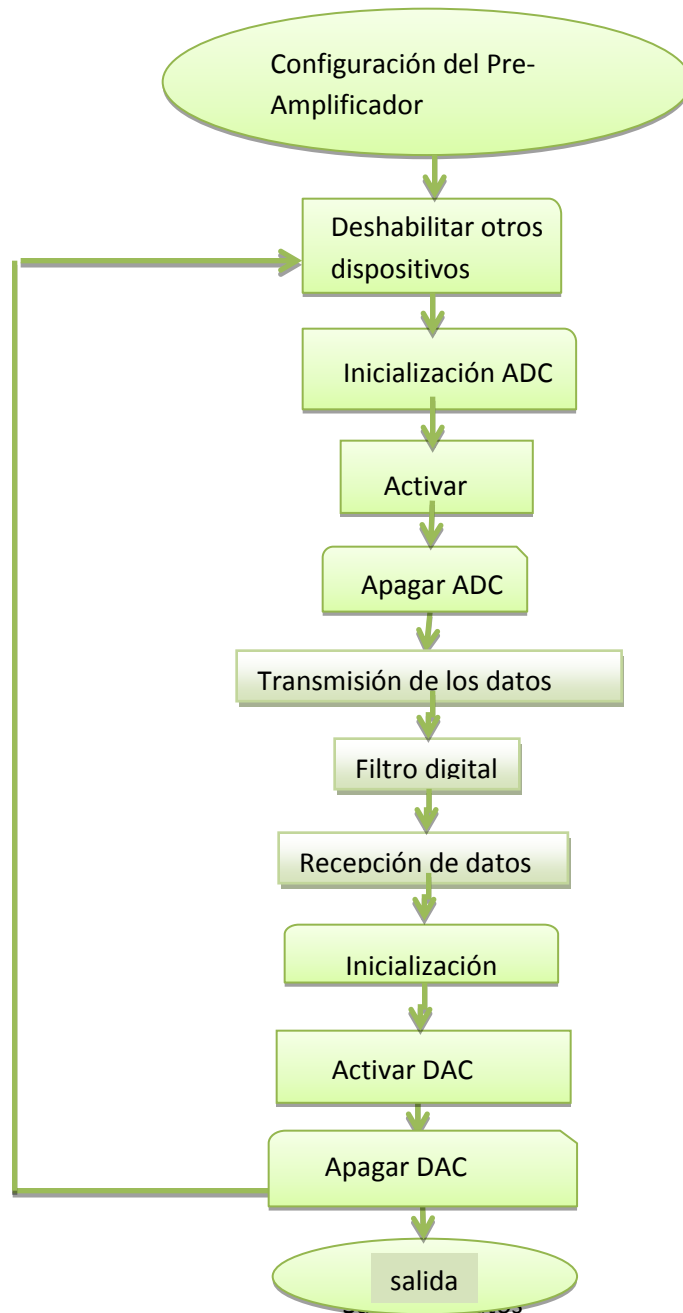 Configuración del Pre-
Amplificador
Deshabilitar otros
dispositivos
Inicialización ADC
Activar
Apagar ADC
Transmisión de los datos
Filtro digital
Recepción de datos
Inicialización
Activar DAC
Apagar DAC
salida